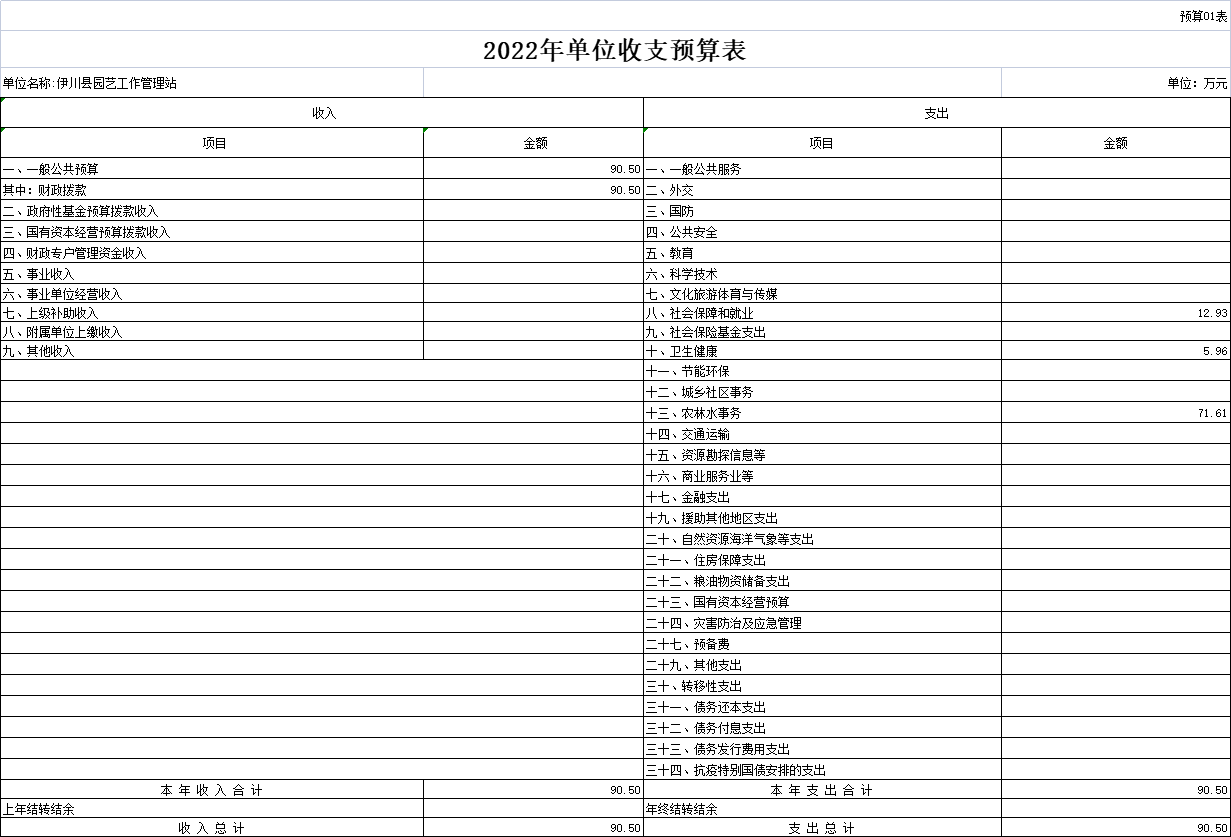 预算01表
2022年单位收支预算表
单位名称:伊川县园艺工作管理站 单位：万元
收入 支出
项目 金额 项目 金额
一、一般公共预算 90.50 一、一般公共服务
其中：财政拨款 90.50 二、外交
二、政府性基金预算拨款收入 三、国防
三、国有资本经营预算拨款收入 四、公共安全
四、财政专户管理资金收入 五、教育
五、事业收入 六、科学技术
六、事业单位经营收入 七、文化旅游体育与传媒
七、上级补助收入 八、社会保障和就业 12.93
八、附属单位上缴收入 九、社会保险基金支出
九、其他收入 十、卫生健康 5.96
十一、节能环保
十二、城乡社区事务
十三、农林水事务 71.61
十四、交通运输
十五、资源勘探信息等
十六、商业服务业等
十七、金融支出
十九、援助其他地区支出
二十、自然资源海洋气象等支出
二十一、住房保障支出
二十二、粮油物资储备支出
二十三、国有资本经营预算
二十四、灾害防治及应急管理
二十七、预备费
二十九、其他支出
三十、转移性支出
三十一、债务还本支出
三十二、债务付息支出
三十三、债务发行费用支出
三十四、抗疫特别国债安排的支出
本年收入合计 90.50 本年支出合计 90.50
上年结转结余 年终结转结余
收入总计 90.50 支出总计 90.50